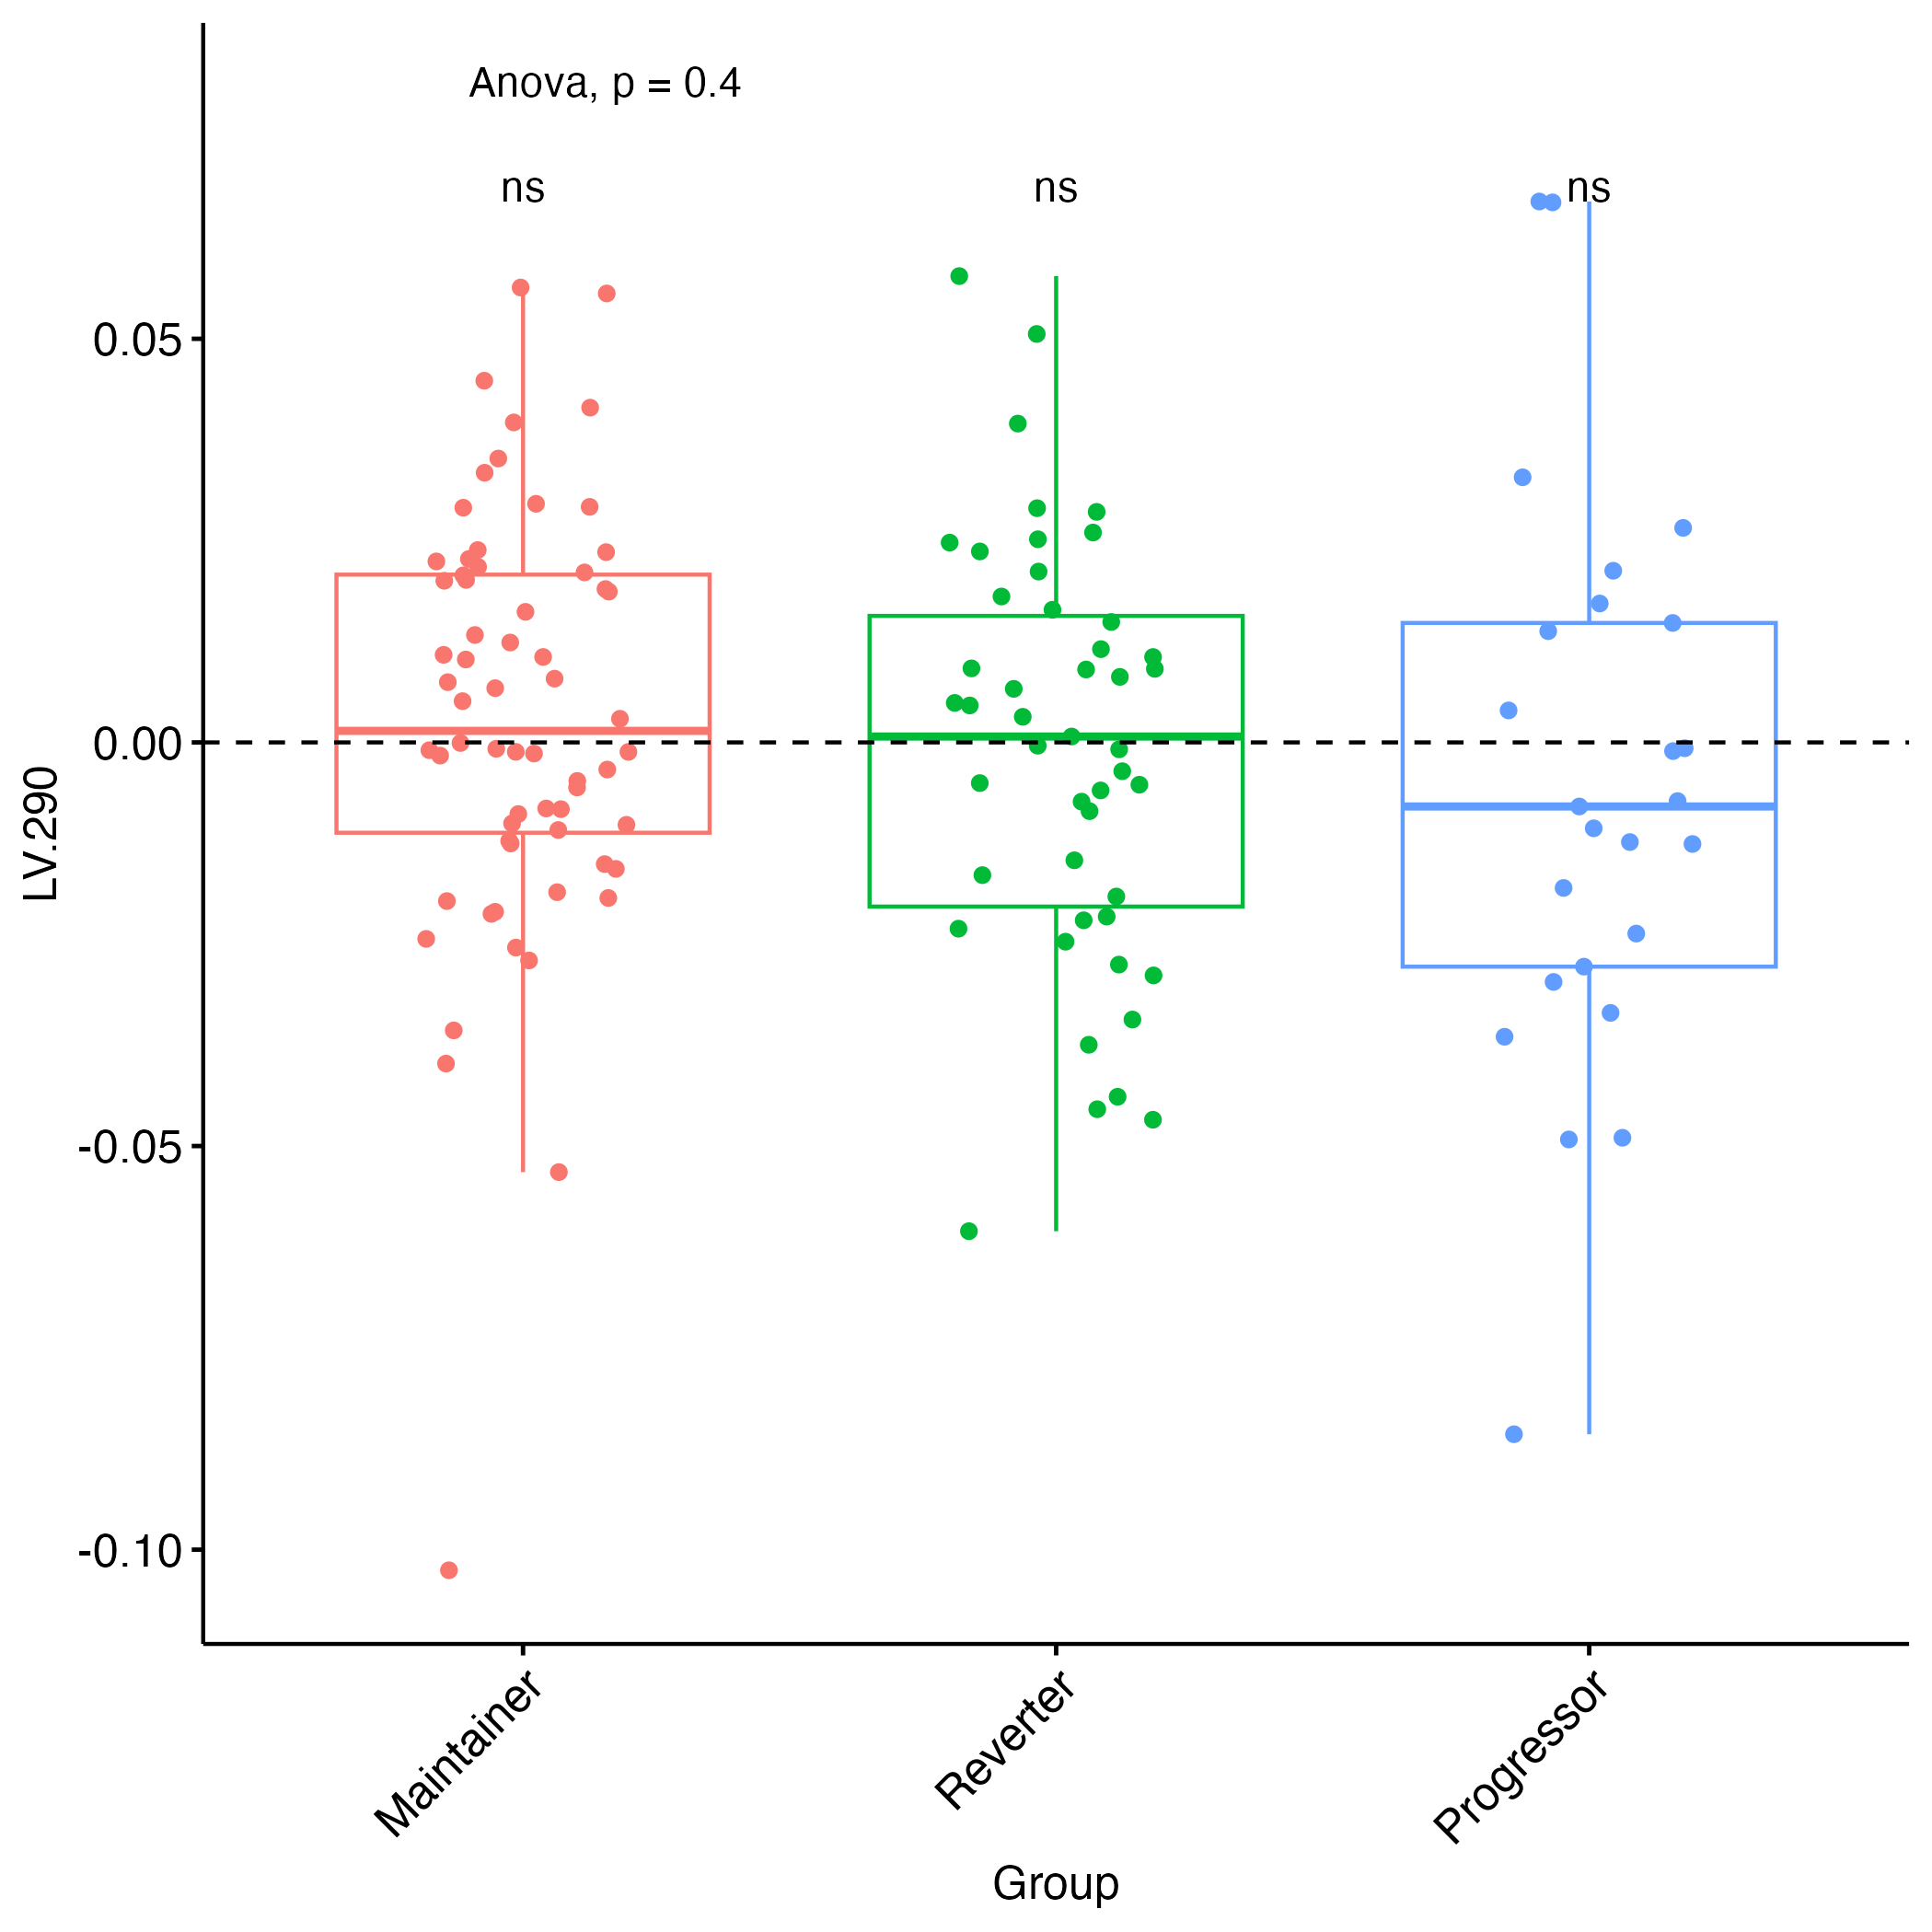 Anova, p = 0.4
ns ns ns
0.05
0.00
-0.05
-0.10
LV.290
Maintainer Reverter Progressor
Group